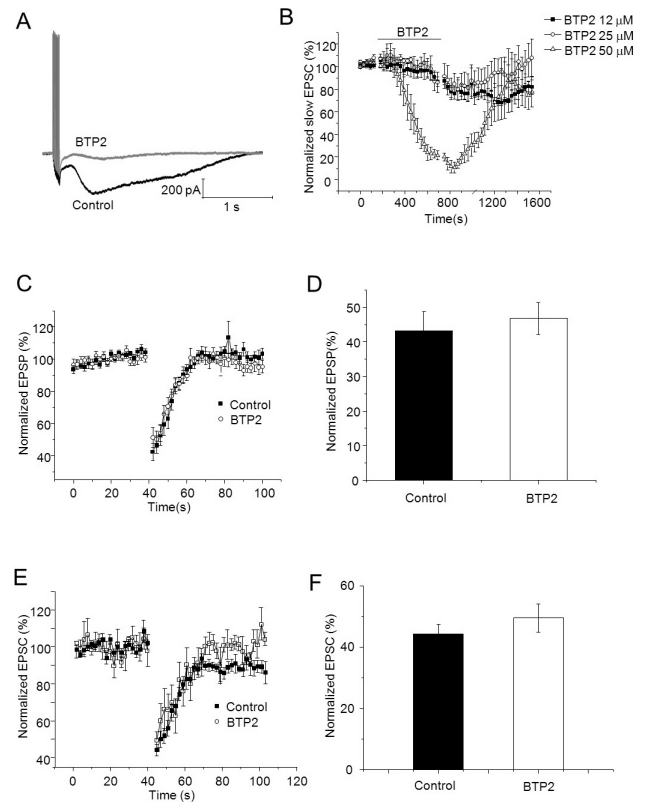 A
BTP2
Control
200 pA
1 s
B
BTP2
BTP2 12 µM
BTP2 25 µM
BTP2 50 µM
Normalized slow EPSC (%)
120
100
80
60
40
20
0
0 400 800 1200 1600
Time(s)
C
Normalized EPSP (%)
120
100
80
60
40
Control
BTP2
0 20 40 60 80 100
Time(s)
D
Normalized EPSP(%)
50
40
30
20
10
0
Control BTP2
E
Normalized EPSC (%)
120
100
80
60
40
Control
BTP2
0 20 40 60 80 100 120
Time (s)
F
Normalized EPSC (%)
60
40
20
0
Control BTP2